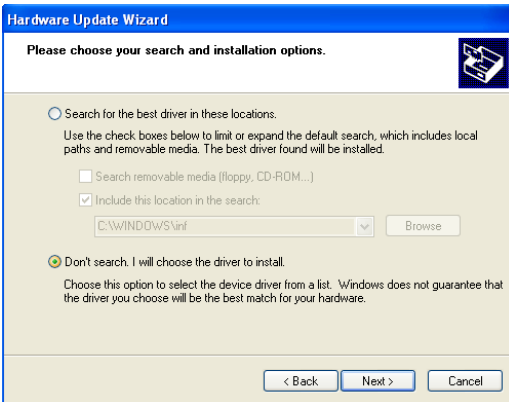 Hardware Update Wizard
Please choose your search and installation options.
Search for the best driver in these locations.
Use the check boxes below to limit or expand the default search, which includes local
paths and removable media. The best driver found will be installed.
Search removable media (floppy, CD-ROM...)
Include this location in the search:
C:\WINDOWS\inf
Browse
Don't search. I will choose the driver to install.
Choose this option to select the device driver from a list. Windows does not guarantee that
the driver you choose will be the best match for your hardware.
< Back Next > Cancel